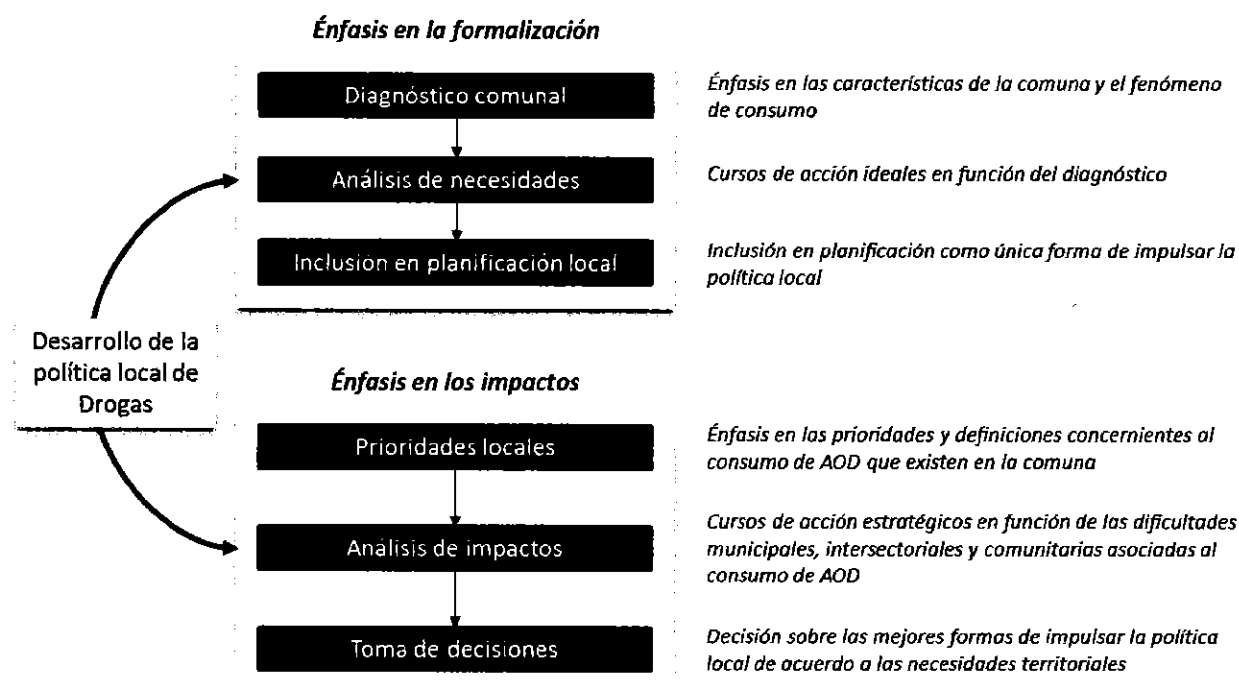 Énfasis en la formalización
Diagnóstico comunal
Énfasis en las características de la comuna y el fenómeno
de consumo
Análisis de necesidades
Cursos de acción ideales en función del diagnóstico
Inclusión en planificación local
Inclusión en planificación como única forma de impulsar la
política local
Desarrollo de la
política local de
Drogas
Énfasis en los impactos
Prioridades locales
Énfasis en las prioridades y definiciones concernientes al
consumo de AOD que existen en la comuna
Análisis de impactos
Cursos de acción estratégicos en función de las dificultades
municipales, intersectoriales y comunitarias asociadas al
consumo de AOD
Toma de decisiones
Decisión sobre las mejores formas de impulsar la política
local de acuerdo a las necesidades territoriales